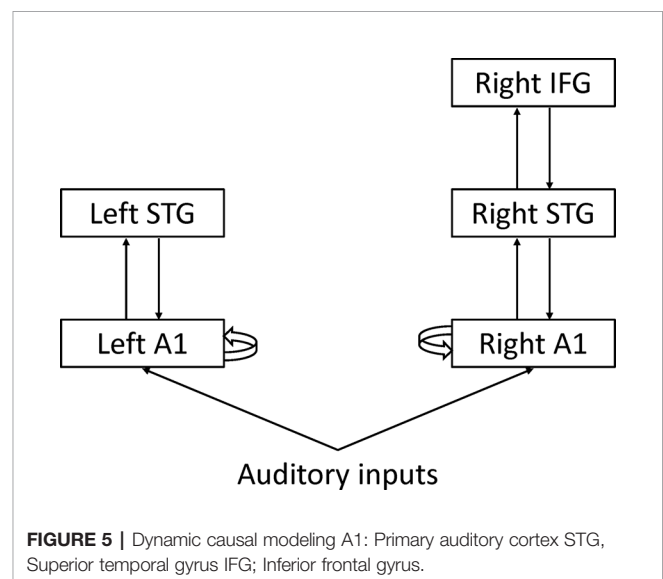 Right IFG
Left STG
Right STG
Left A1
Right A1
Auditory inputs
FIGURE 5 | Dynamic causal modeling A1: Primary auditory cortex STG,
Superior temporal gyrus IFG; Inferior frontal gyrus.